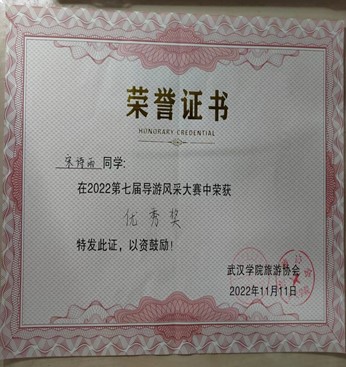 荣誉证书
HONORARY CREDENTIAL
同学:
在2022第七届导游风采大赛中荣获
优秀奖
特发此证，以资鼓励！
武汉学院旅游协会
2022年11月11日